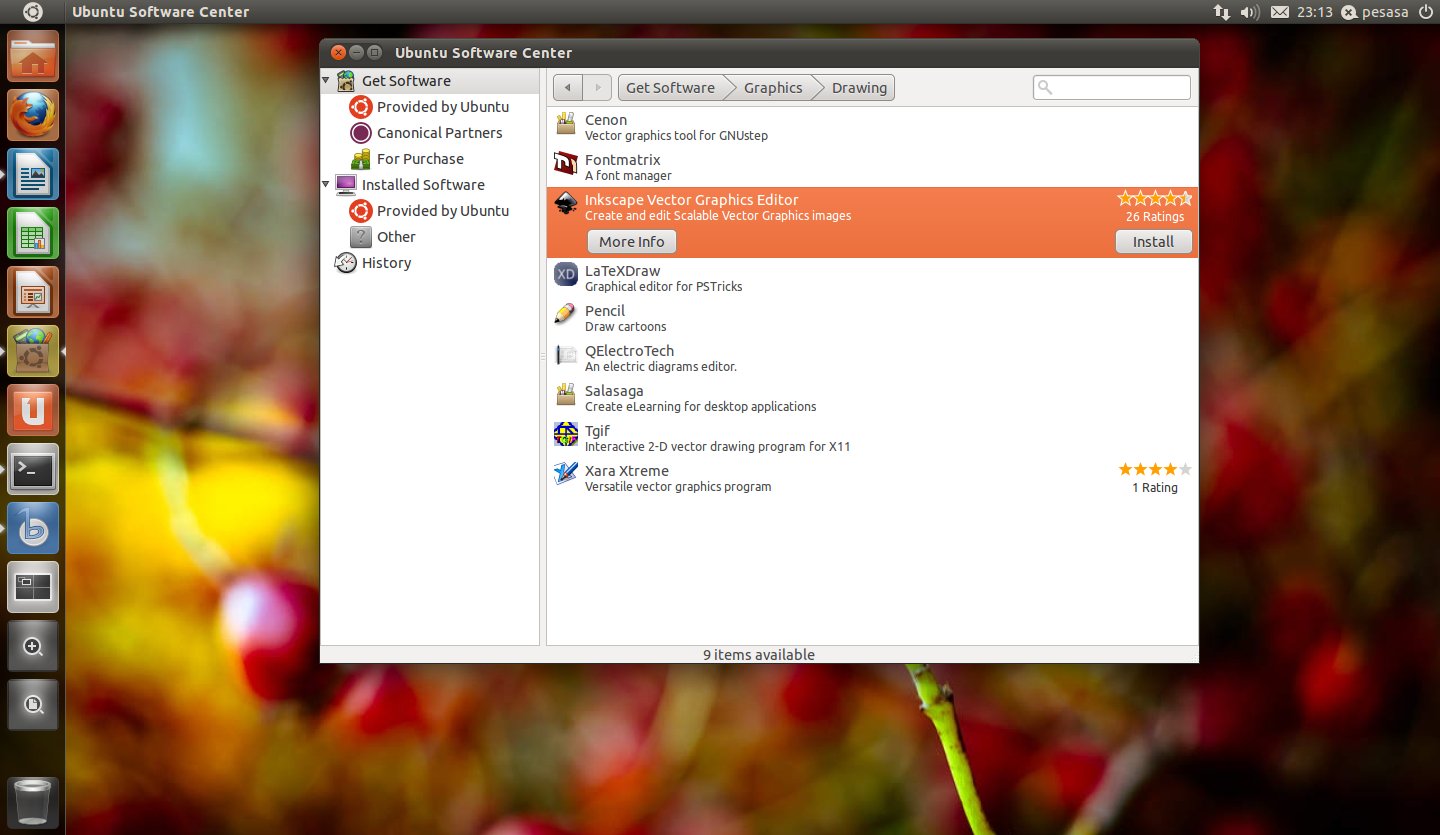 Ubuntu Software Center
23:13 pesasa
Ubuntu Software Center
Get Software
Provided by Ubuntu
Canonical Partners
For Purchase
Installed Software
Provided by Ubuntu
Other
History
Get Software Graphics Drawing
Cenon
Vector graphics tool for GNUstep
Fontmatrix
A font manager
Inkscape Vector Graphics Editor
Create and edit Scalable Vector Graphics images
26 Ratings
More Info
Install
XD
LaTeXDraw
Graphical editor for PSTricks
Pencil
Draw cartoons
QElectroTech
An electric diagrams editor.
Salasaga
Create eLearning for desktop applications
Tgif
Interactive 2-D vector drawing program for X11
Xara Xtreme
Versatile vector graphics program
1 Rating
9 items available